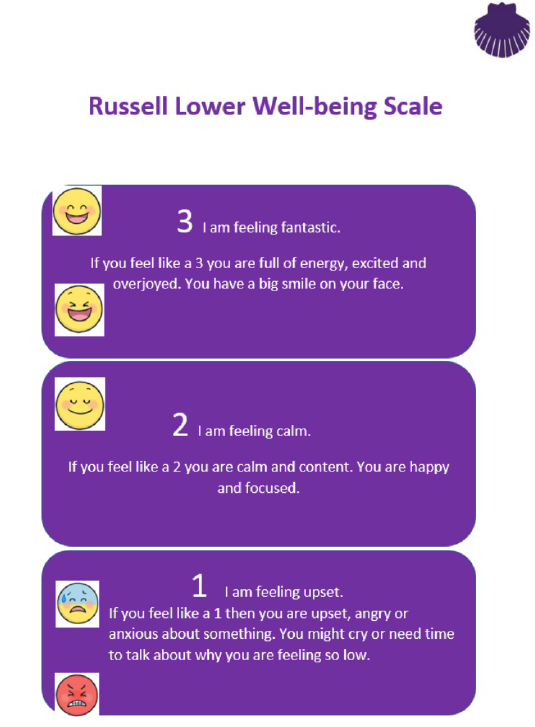 Russell Lower Well-being Scale
3 I am feeling fantastic.
If you feel like a 3 you are full of energy, excited and
overjoyed. You have a big smile on your face.
2 I am feeling calm.
If you feel like a 2 you are calm and content. You are happy
and focused.
1 I am feeling upset.
If you feel like a 1 then you are upset, angry or
anxious about something. You might cry or need time
to talk about why you are feeling so low.